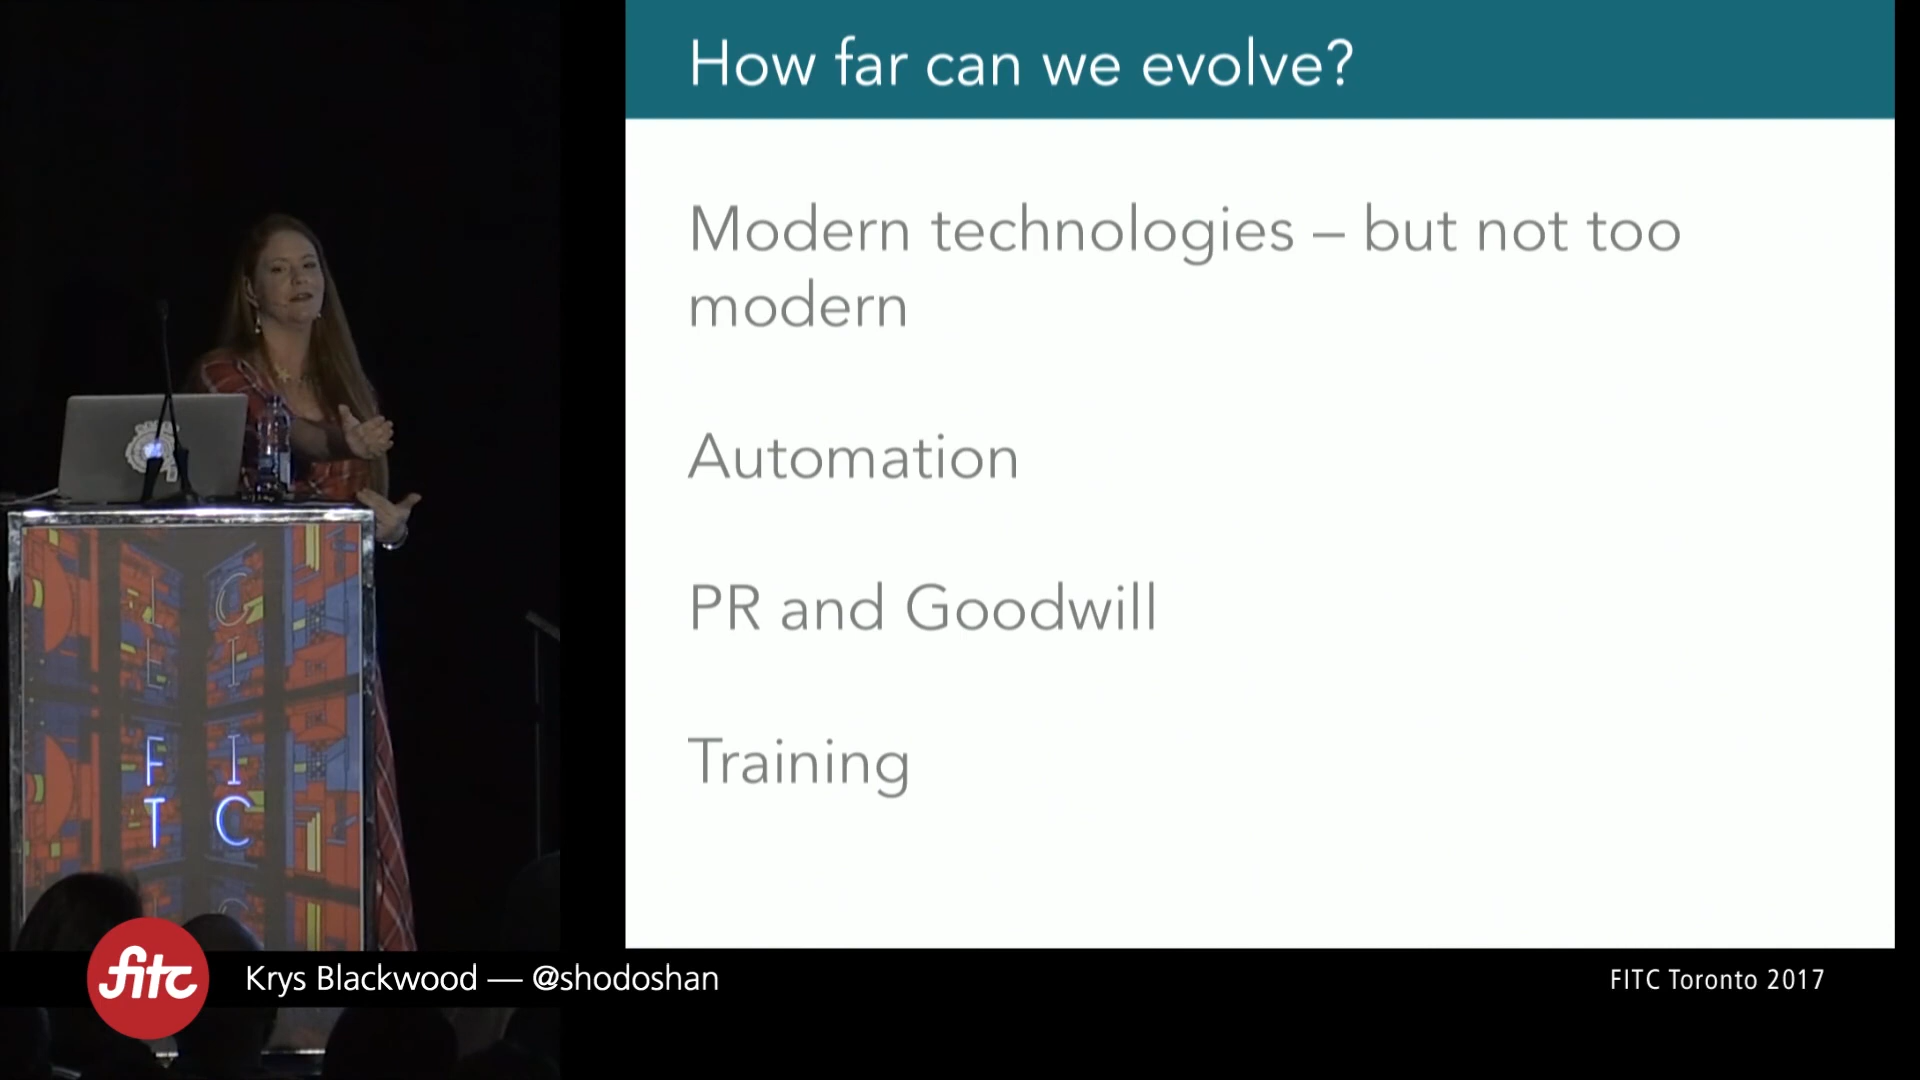 How far can we evolve?
Modern technologies – but not too
modern
Automation
PR and Goodwill
Training
C
I
F I
T C
fitc
Krys Blackwood — @shodoshan
FITC Toronto 2017